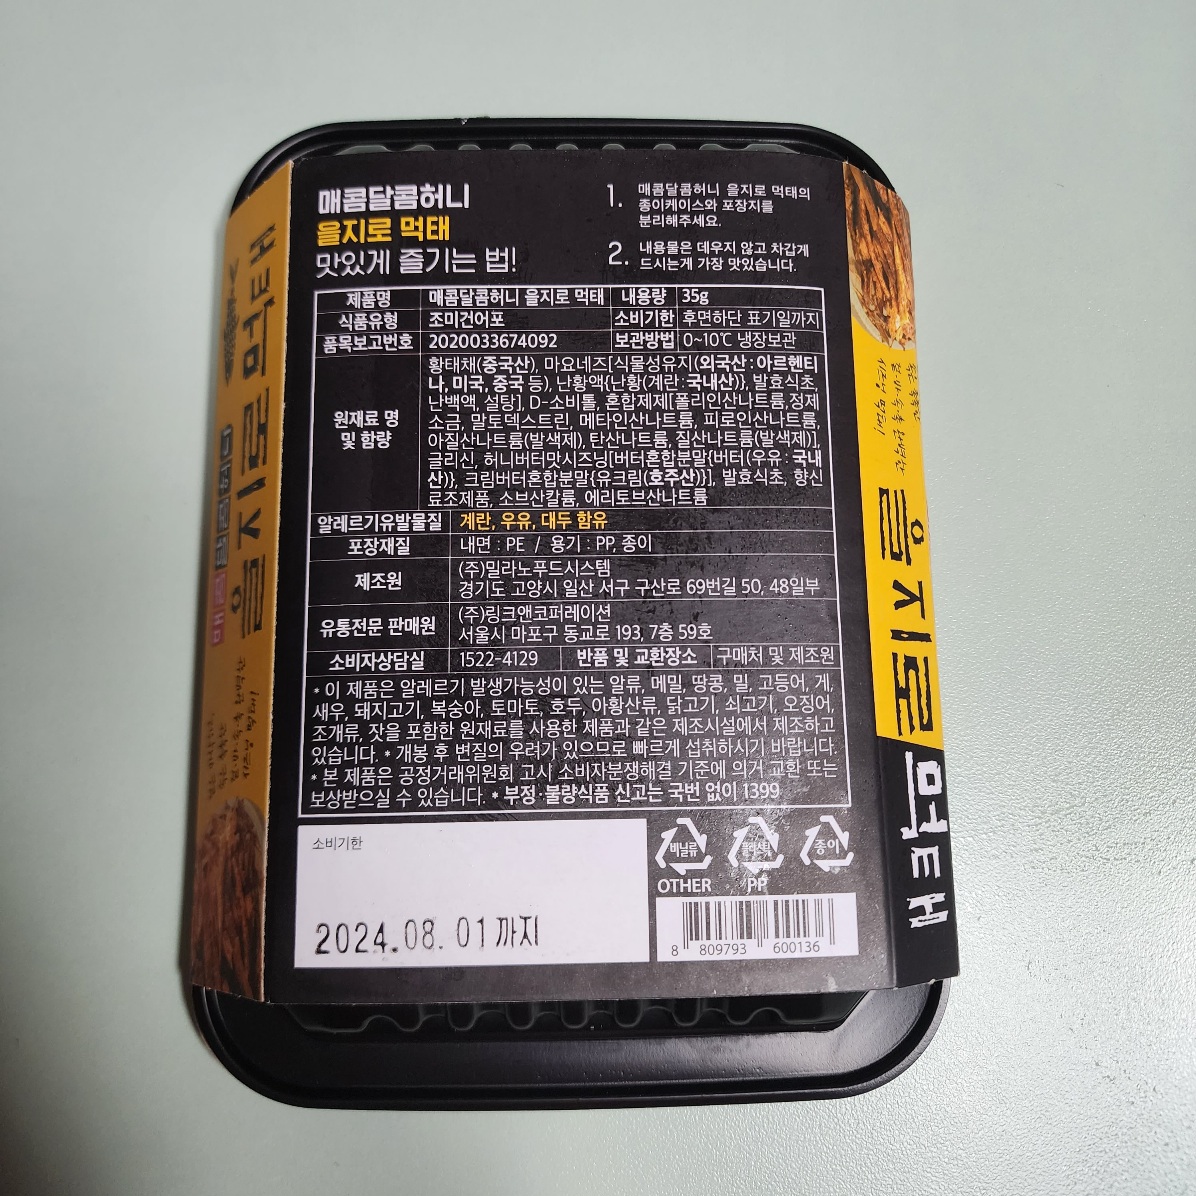 매콤달콤허니
을지로 먹태
맛있게 즐기는 법!
1. 매콤달콤허니 을지로 먹태의
종이케이스와 포장지를
분리해주세요.
2. 내용물은 데우지 않고 차갑게
드시는게 가장 맛있습니다.
제품명 매콤달콤허니 을지로 먹태 내용량 35g
식품유형 조미건어포 소비기한 후면하단 표기일까지
품목보고번호 2020033674092 보관방법 0~10℃ 냉장보관
원재료 명
및 함량
황태채(중국산), 마요네즈[식물성유지(외국산:아르헨티
나, 미국, 중국 등), 난황액{난황(계란:국내산)}, 발효식초,
난백액, 설탕], D-소비톨, 혼합제제[폴리인산나트륨,정제
소금, 말토덱스트린, 메타인산나트륨, 피로인산나트륨,
아질산나트륨(발색제), 탄산나트륨, 질산나트륨(발색제)],
글리신, 허니버터맛시즈닝[버터혼합분말{버터(우유:국내
산)}, 크림버터혼합분말{유크림(호주산)}], 발효식초, 향신
료조제품, 소브산칼륨, 에리토브산나트륨
알레르기유발물질 계란, 우유, 대두 함유
포장재질 내면 : PE / 용기 : PP, 종이
제조원
(주)밀라노푸드시스템
경기도 고양시 일산 서구 구산로 69번길 50, 48일부
유통전문 판매원
(주)링크앤코퍼레이션
서울시 마포구 동교로 193, 7층 59호
소비자상담실 1522-4129 반품 및 교환장소 구매처 및 제조원
* 이 제품은 알레르기 발생가능성이 있는 알류, 메밀, 땅콩, 밀, 고등어, 게,
새우, 돼지고기, 복숭아, 토마토, 호두, 아황산류, 닭고기, 쇠고기, 오징어,
조개류, 잣을 포함한 원재료를 사용한 제품과 같은 제조시설에서 제조하고
있습니다. * 개봉 후 변질의 우려가 있으므로 빠르게 섭취하시기 바랍니다.
* 본 제품은 공정거래위원회 고시 소비자분쟁해결 기준에 의거 교환 또는
보상받으실 수 있습니다. * 부정·불량식품 신고는 국번 없이 1399
소비기한
2024.08.01까지
비닐류
OTHER
플라스틱
PP
종이
8 809793 600136
을지로 먹태
매콤달콤허니
을지로 먹태